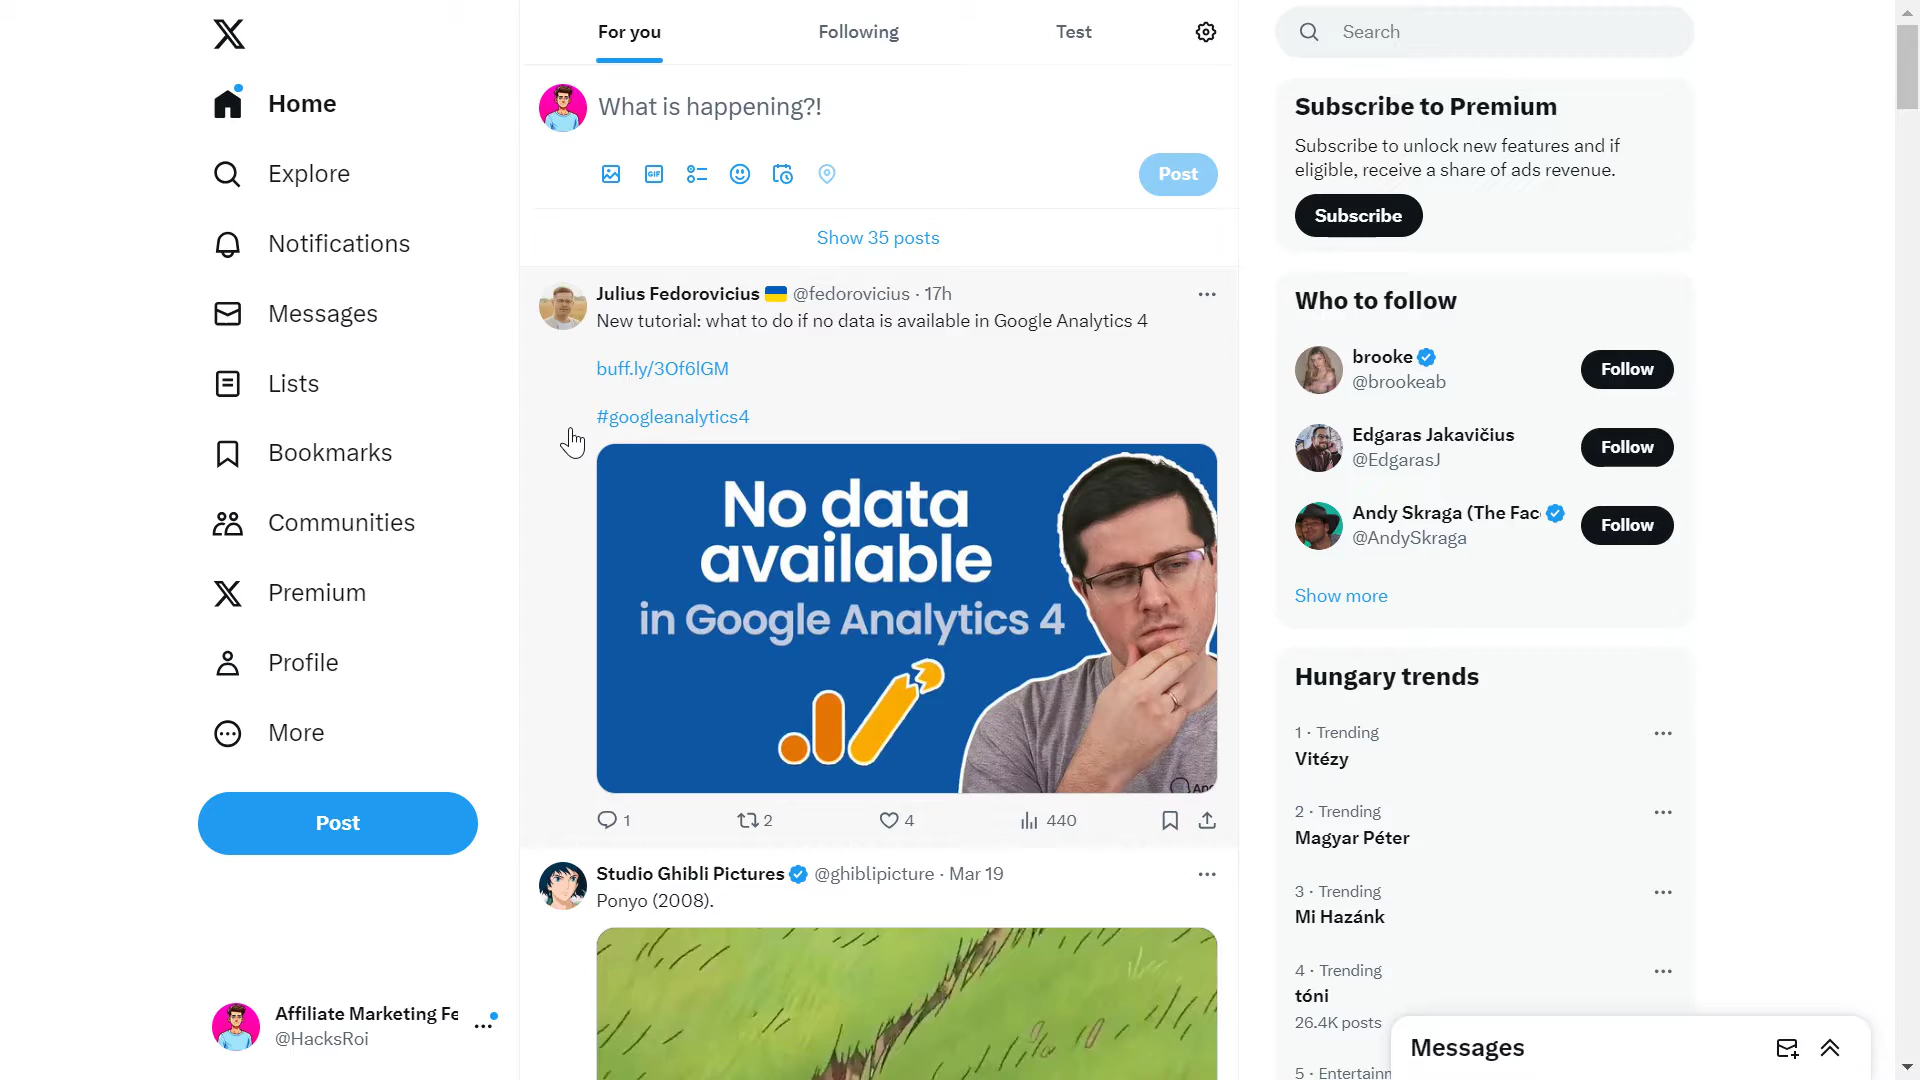 Home
Explore
Notifications
Messages
Lists
Bookmarks
Communities
Premium
Profile
More
Post
Affiliate Marketing Fe
@HacksRoi
For you
Following
Test
What is happening?!
GIF
Post
Show 35 posts
Julius Fedorovicius @fedorovicius · 17h
New tutorial: what to do if no data is available in Google Analytics 4
buff.ly/3Of6lGM
#googleanalytics4
No data
available
in Google Analytics 4
1
2
4
440
Studio Ghibli Pictures @ghiblipicture · Mar 19
Ponyo (2008).
Search
Subscribe to Premium
Subscribe to unlock new features and if
eligible, receive a share of ads revenue.
Subscribe
Who to follow
brooke
@brookeab
Follow
Edgaras Jakavičius
@EdgarasJ
Follow
Andy Skraga (The Fac
@AndySkraga
Follow
Show more
Hungary trends
1 · Trending
Vitézy
2 · Trending
Magyar Péter
3 · Trending
Mi Hazánk
4 · Trending
tóni
26.4K posts
5 · Entertainm
Messages